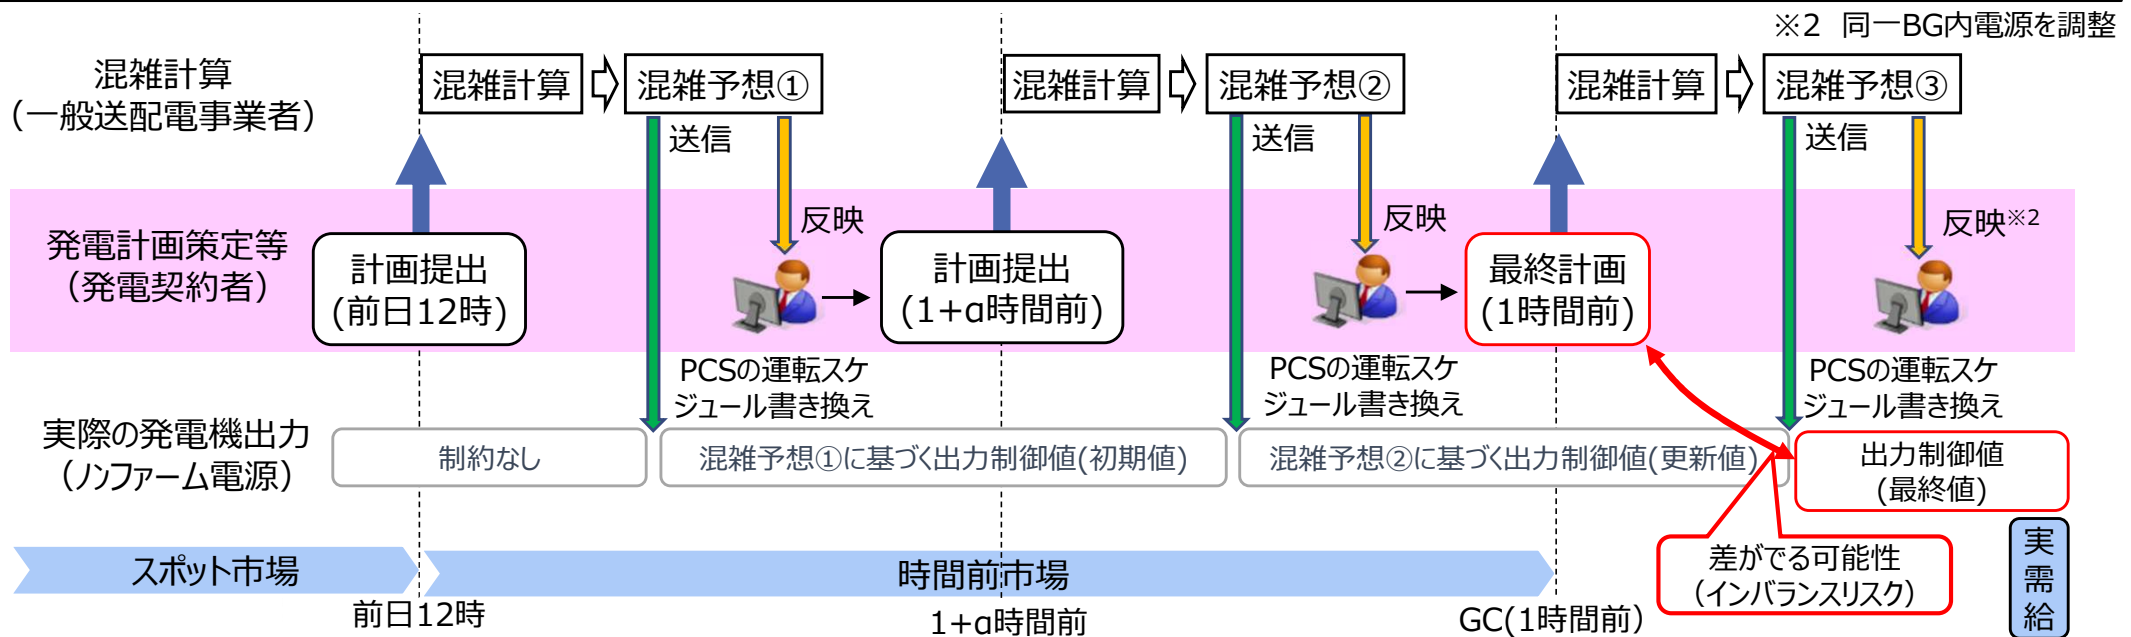 ※2 同一BG内電源を調整
混雑計算
（一般送配電事業者）
混雑計算
混雑予想①
混雑計算
混雑予想②
混雑計算
混雑予想③
送信
送信
送信
発電計画策定等
（発電契約者）
計画提出
(前日12時)
反映
計画提出
(1+α時間前)
反映
最終計画
(1時間前)
反映※2
PCSの運転スケ
ジュール書き換え
PCSの運転スケ
ジュール書き換え
PCSの運転スケ
ジュール書き換え
実際の発電機出力
（ノンファーム電源）
制約なし
混雑予想①に基づく出力制御値(初期値)
混雑予想②に基づく出力制御値(更新値)
出力制御値
(最終値)
差がでる可能性
（インバランスリスク）
スポット市場
時間前市場
実需給
前日12時
1+α時間前
GC(1時間前)